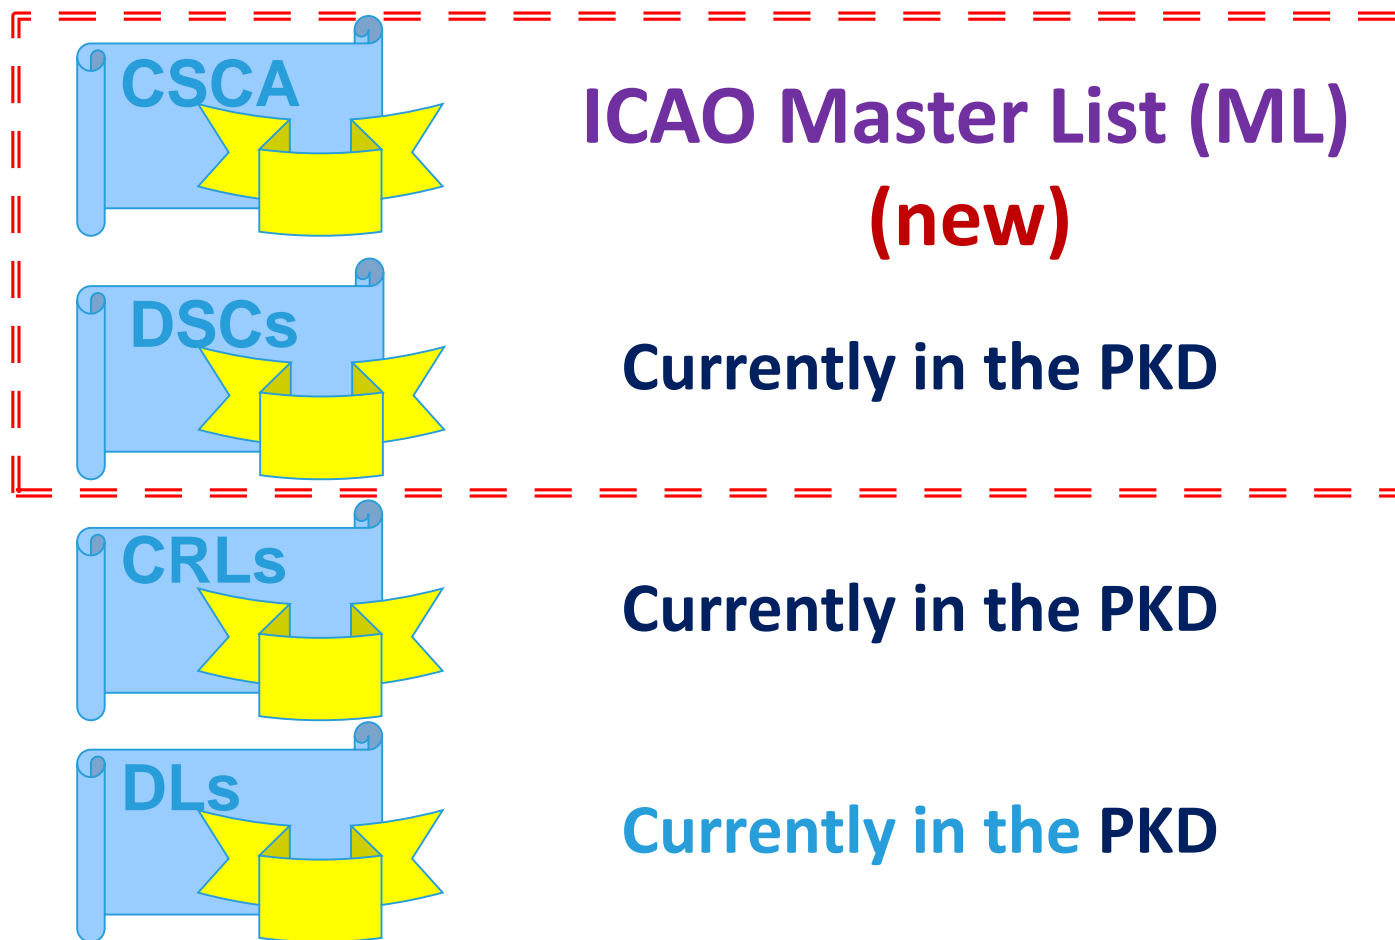 CSCA
ICAO Master List (ML)
(new)
DSCs
Currently in the PKD
CRLs
Currently in the PKD
DLs
Currently in the PKD